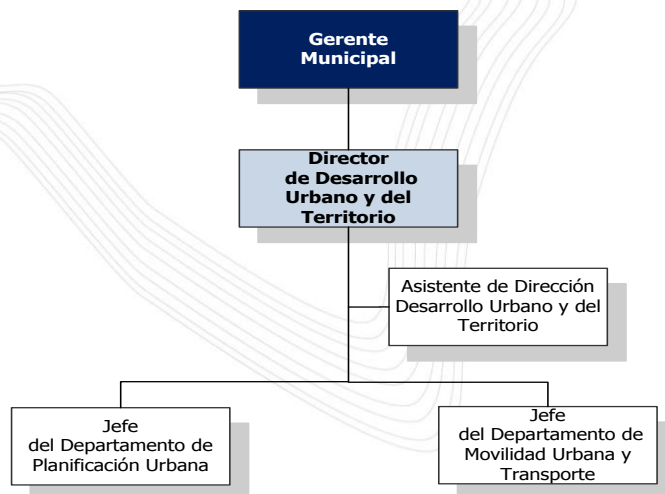 Gerente
Municipal
Director
de Desarrollo
Urbano y del
Territorio
Asistente de Dirección
Desarrollo Urbano y del
Territorio
Jefe
del Departamento de
Planificación Urbana
Jefe
del Departamento de
Movilidad Urbana y
Transporte